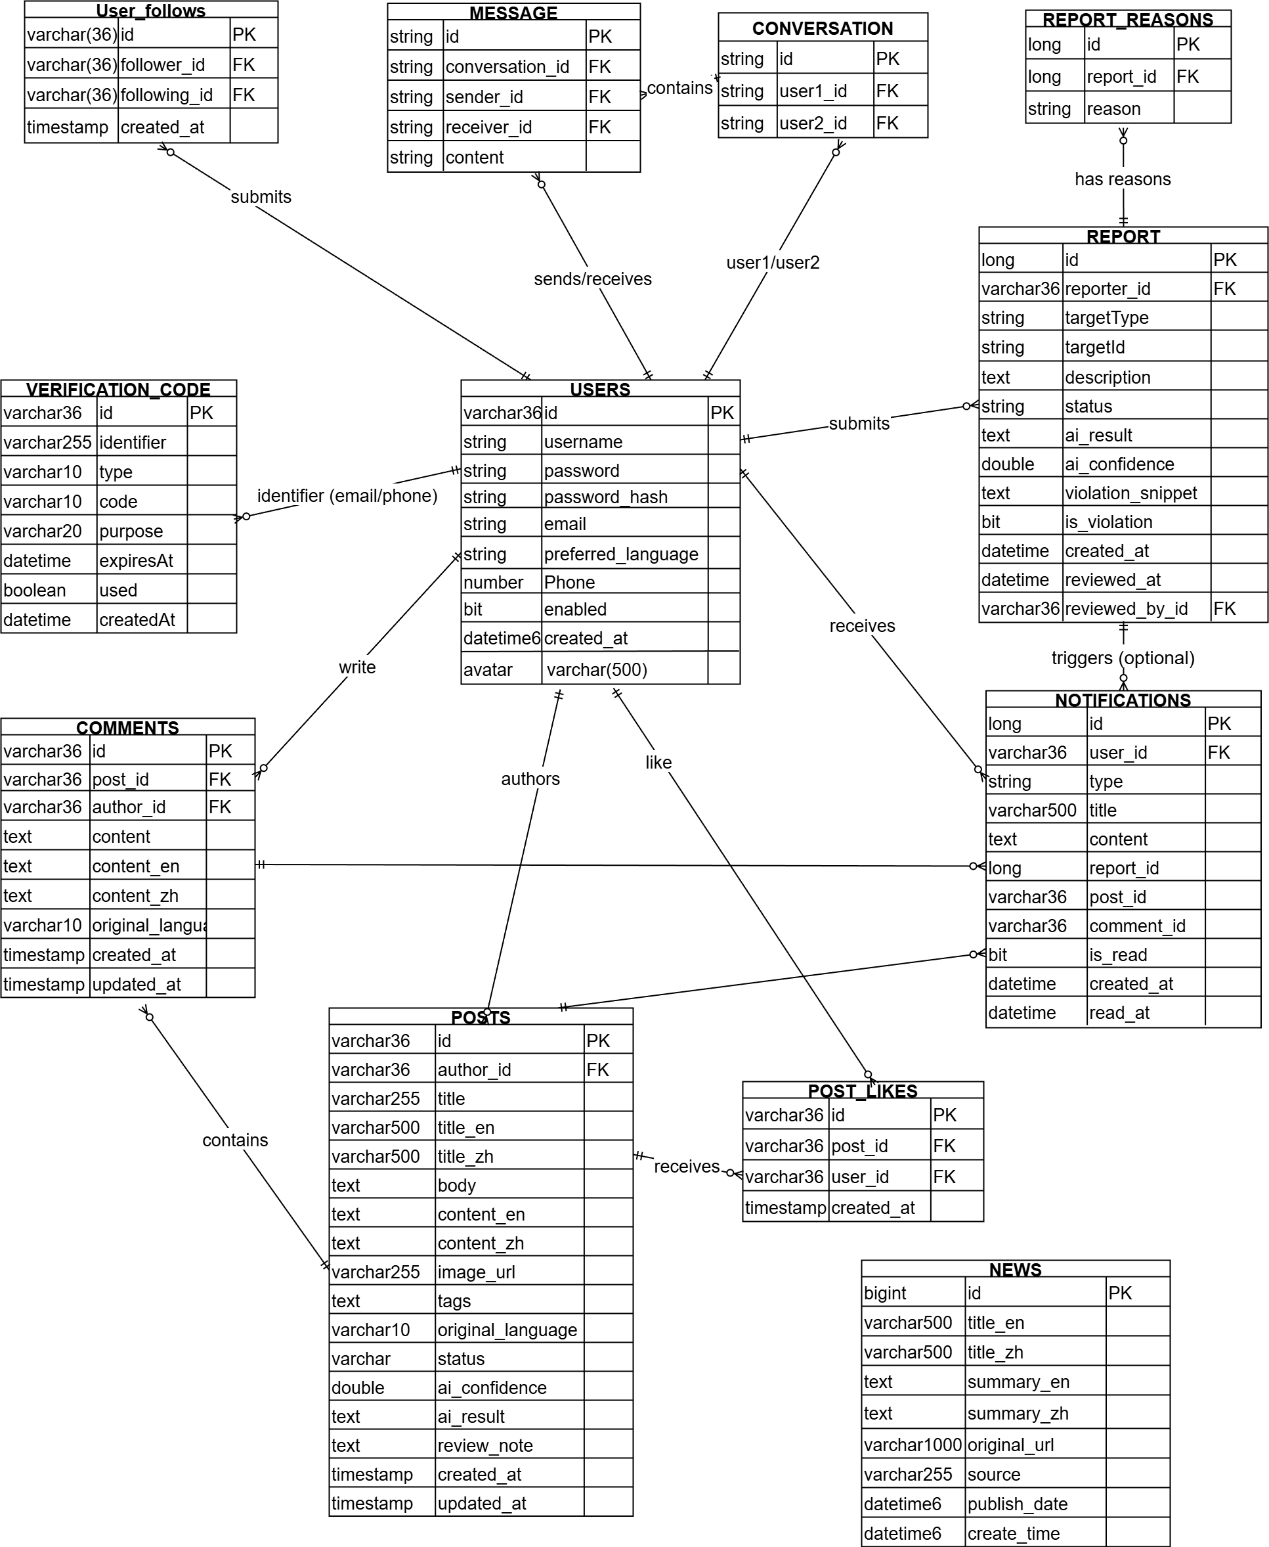 User_follows
varchar(36) id PK
varchar(36) follower_id FK
varchar(36) following_id FK
timestamp created_at
MESSAGE
string id PK
string conversation_id FK
string sender_id FK
string receiver_id FK
string content
contains
CONVERSATION
string id PK
string user1_id FK
string user2_id FK
REPORT_REASONS
long id PK
long report_id FK
string reason
submits
sends/receives
user1/user2
has reasons
REPORT
long id PK
varchar36 reporter_id FK
string targetType
string targetId
text description
string status
text ai_result
double ai_confidence
text violation_snippet
bit is_violation
datetime created_at
datetime reviewed_at
varchar36 reviewed_by_id FK
VERIFICATION_CODE
varchar36 id PK
varchar255 identifier
varchar10 type
varchar10 code
varchar20 purpose
datetime expiresAt
boolean used
datetime createdAt
identifier (email/phone)
USERS
varchar36 id PK
string username
string password
string password_hash
string email
string preferred_language
number Phone
bit enabled
datetime6 created_at
avatar varchar(500)
submits
receives
triggers (optional)
write
authors
like
COMMENTS
varchar36 id PK
varchar36 post_id FK
varchar36 author_id FK
text content
text content_en
text content_zh
varchar10 original_langua
timestamp created_at
timestamp updated_at
NOTIFICATIONS
long id PK
varchar36 user_id FK
string type
varchar500 title
text content
long report_id
varchar36 post_id
varchar36 comment_id
bit is_read
datetime created_at
datetime read_at
contains
POSTS
varchar36 id PK
varchar36 author_id FK
varchar255 title
varchar500 title_en
varchar500 title_zh
text body
text content_en
text content_zh
varchar255 image_url
text tags
varchar10 original_language
varchar status
double ai_confidence
text ai_result
text review_note
timestamp created_at
timestamp updated_at
receives
POST_LIKES
varchar36 id PK
varchar36 post_id FK
varchar36 user_id FK
timestamp created_at
NEWS
bigint id PK
varchar500 title_en
varchar500 title_zh
text summary_en
text summary_zh
varchar1000 original_url
varchar255 source
datetime6 publish_date
datetime6 create_time